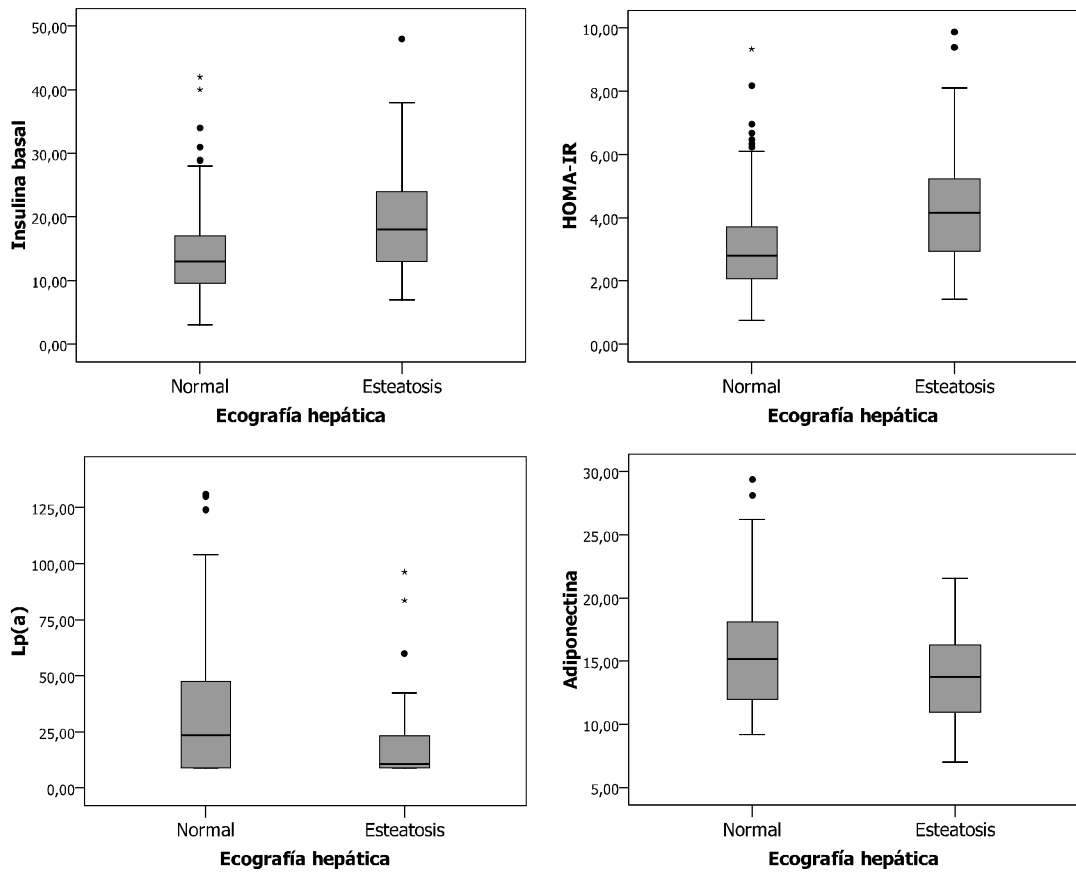 Insulina basal
50,00
40,00
30,00
20,00
10,00
0,00
*
*
Normal
Esteatosis
Ecografía hepática
HOMA-IR
10,00
8,00
6,00
4,00
2,00
0,00
*
Normal
Esteatosis
Ecografía hepática
Lp(a)
125,00
100,00
75,00
50,00
25,00
0,00
*
*
Normal
Esteatosis
Ecografía hepática
Adiponectina
30,00
25,00
20,00
15,00
10,00
5,00
Normal
Esteatosis
Ecografía hepática